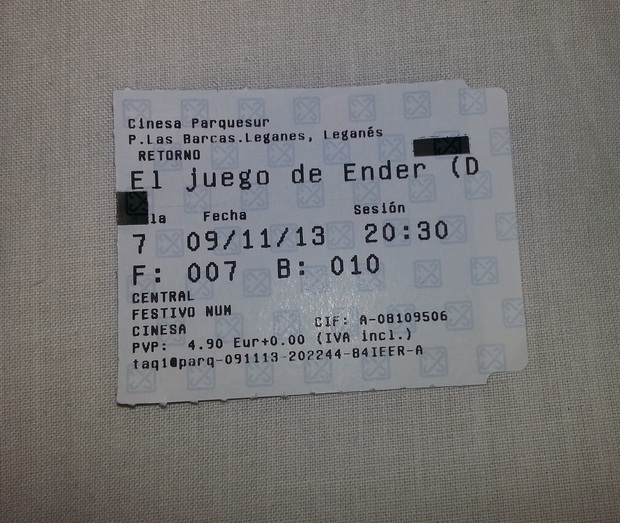 Cinesa Parquesur
P.Las Barcas.Leganes, Leganés
RETORNO
El juego de Ender (D
la Fecha Sesión
7 09/11/13 20:30
F: 007 B: 010
CENTRAL
FESTIVO NUM
CINESA CIF: A-08109506
PVP: 4.90 Eur+0.00 (IVA incl.)
taq1@parq-091113-202244-84IEER-A